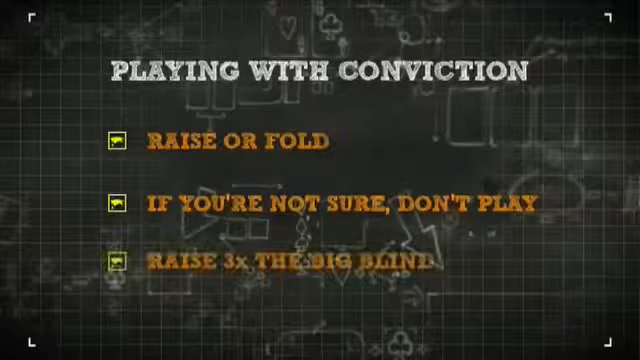 PLAYING WITH CONVICTION
RAISE OR FOLD
IF YOU'RE NOT SURE, DON'T PLAY
RAISE 3x THE BIG BLIND